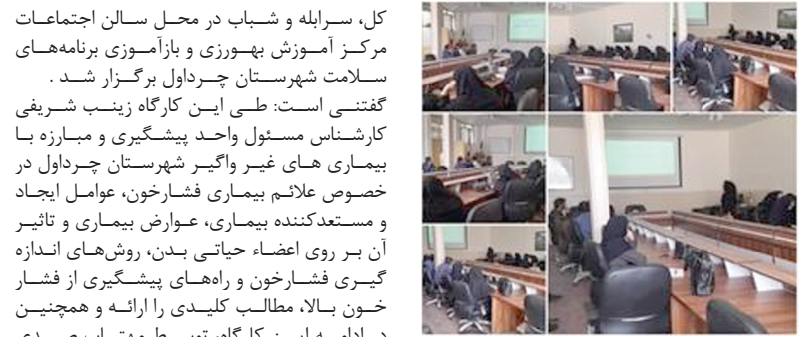 کل، سرابله و شباب در محل سالن اجتماعات
مرکز آموزش بهورزی و بازآموزی برنامه‌های
سلامت شهرستان چرداول برگزار شد .
گفتنی است: طی این کارگاه زینب شریفی
کارشناس مسئول واحد پیشگیری و مبارزه با
بیماری های غیر واگیر شهرستان چرداول در
خصوص علائم بیماری فشارخون، عوامل ایجاد
و مستعدکننده بیماری، عوارض بیماری و تاثیر
آن بر روی اعضاء حیاتی بدن، روش‌های اندازه
گیری فشارخون و راه‌های پیشگیری از فشار
خون بالا، مطالب کلیدی را ارائه و همچنین